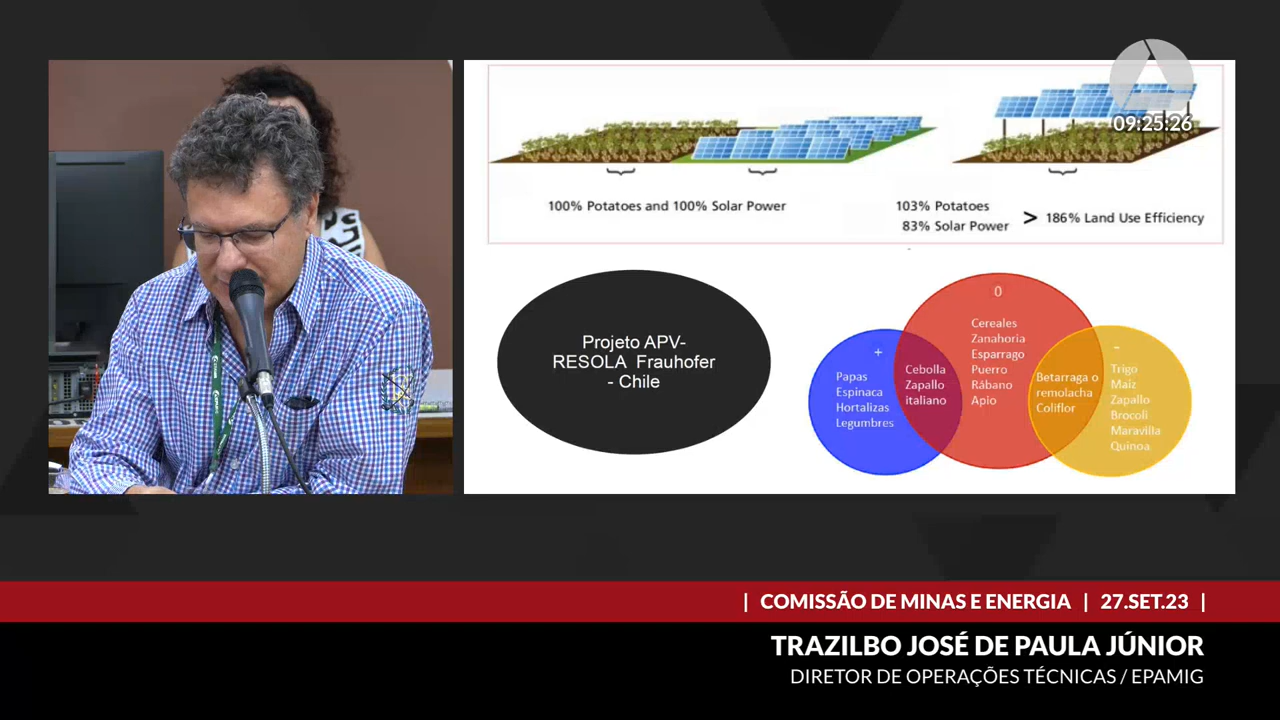 09:25:26
100% Potatoes and 100% Solar Power
103% Potatoes
83% Solar Power
> 186% Land Use Efficiency
Projeto APV-
RESOLA Frauhofer
- Chile
+
Papas
Espinaca
Hortalizas
Legumbres
Cebolla
Zapallo
italiano
0
Cereales
Zanahoria
Esparrago
Puerro
Rábano
Apio
Betarraga o
remolacha
Coliflor
-
Trigo
Maiz
Zapallo
Brocoli
Maravilla
Quinoa
| COMISSÃO DE MINAS E ENERGIA | 27.SET.23 |
TRAZILBO JOSÉ DE PAULA JÚNIOR
DIRETOR DE OPERAÇÕES TÉCNICAS / EPAMIG